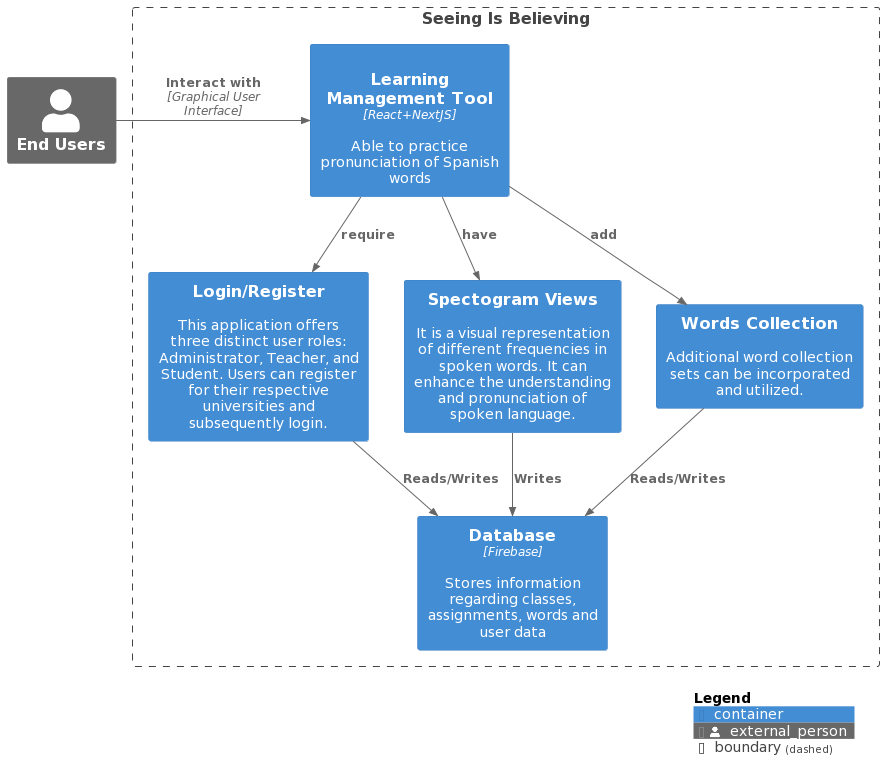 Seeing Is Believing
End Users
Interact with
[Graphical User
Interface]
Learning
Management Tool
[React+NextJS]
Able to practice
pronunciation of Spanish
words
require
have
add
Login/Register
This application offers
three distinct user roles:
Administrator, Teacher, and
Student. Users can register
for their respective
universities and
subsequently login.
Spectogram Views
It is a visual representation
of different frequencies in
spoken words. It can
enhance the understanding
and pronunciation of
spoken language.
Words Collection
Additional word collection
sets can be incorporated
and utilized.
Reads/Writes
Writes
Reads/Writes
Database
[Firebase]
Stores information
regarding classes,
assignments, words and
user data
Legend
container
external_person
boundary (dashed)